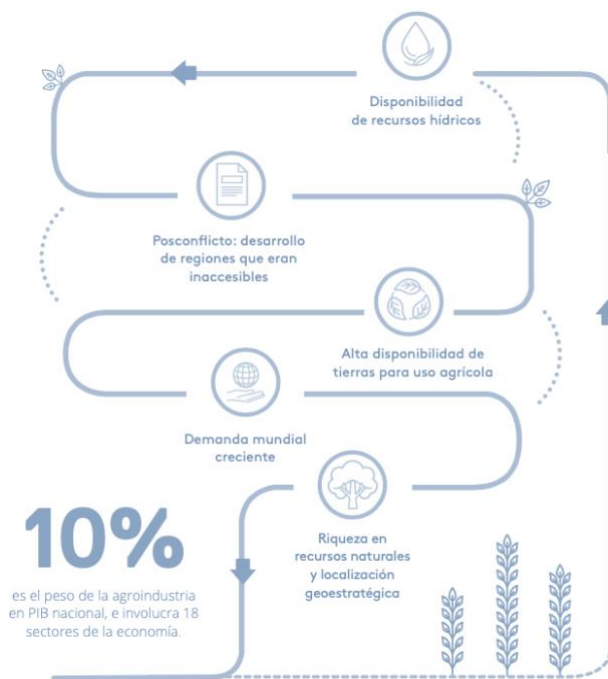 Disponibilidad
de recursos hídricos
Posconflicto: desarrollo
de regiones que eran
inaccesibles
Alta disponibilidad de
tierras para uso agrícola
Demanda mundial
creciente
Riqueza en
recursos naturales
y localización
geoestratégica
10%
es el peso de la agroindustria
en PIB nacional, e involucra 18
sectores de la economía.